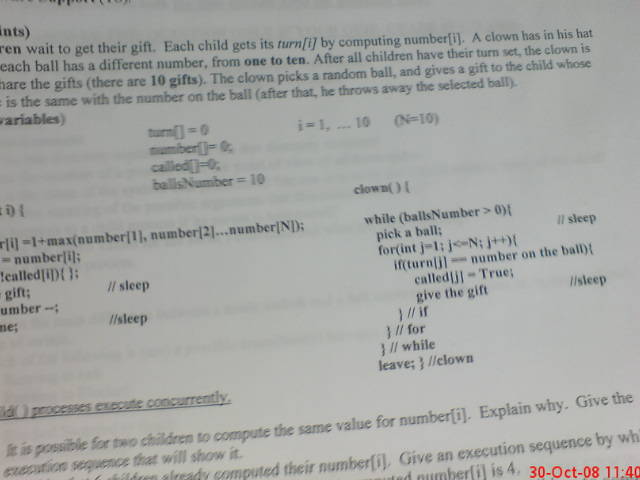 ints)
ren wait to get their gift. Each child gets its turn[i] by computing number[i]. A clown has in his hat
each ball has a different number, from one to ten. After all children have their turn set, the clown is
hare the gifts (there are 10 gifts). The clown picks a random ball, and gives a gift to the child whose
is the same with the number on the ball (after that, he throws away the selected ball).
variables)
turn[] = 0 i = 1, ... 10 (N=10)
number[]= 0;
called[]=0;
ballsNumber = 10
i) {
clown( ) {
r[i] =1+max(number[1], number[2]...number[N]);
= number[i];
!called[i]){ };
gift; // sleep
umber --;
ne; //sleep
while (ballsNumber > 0){ // sleep
pick a ball;
for(int j=1; j<=N; j++){
if(turn[j] == number on the ball){
called[j] = True; //sleep
give the gift
} // if
} // for
} // while
leave; } //clown
ild( ) processes execute concurrently.
It is possible for two children to compute the same value for number[i]. Explain why. Give the
execution sequence that will show it.
children already computed their number[i]. Give an execution sequence by wh
number[i] is 4.
30-Oct-08 11:40